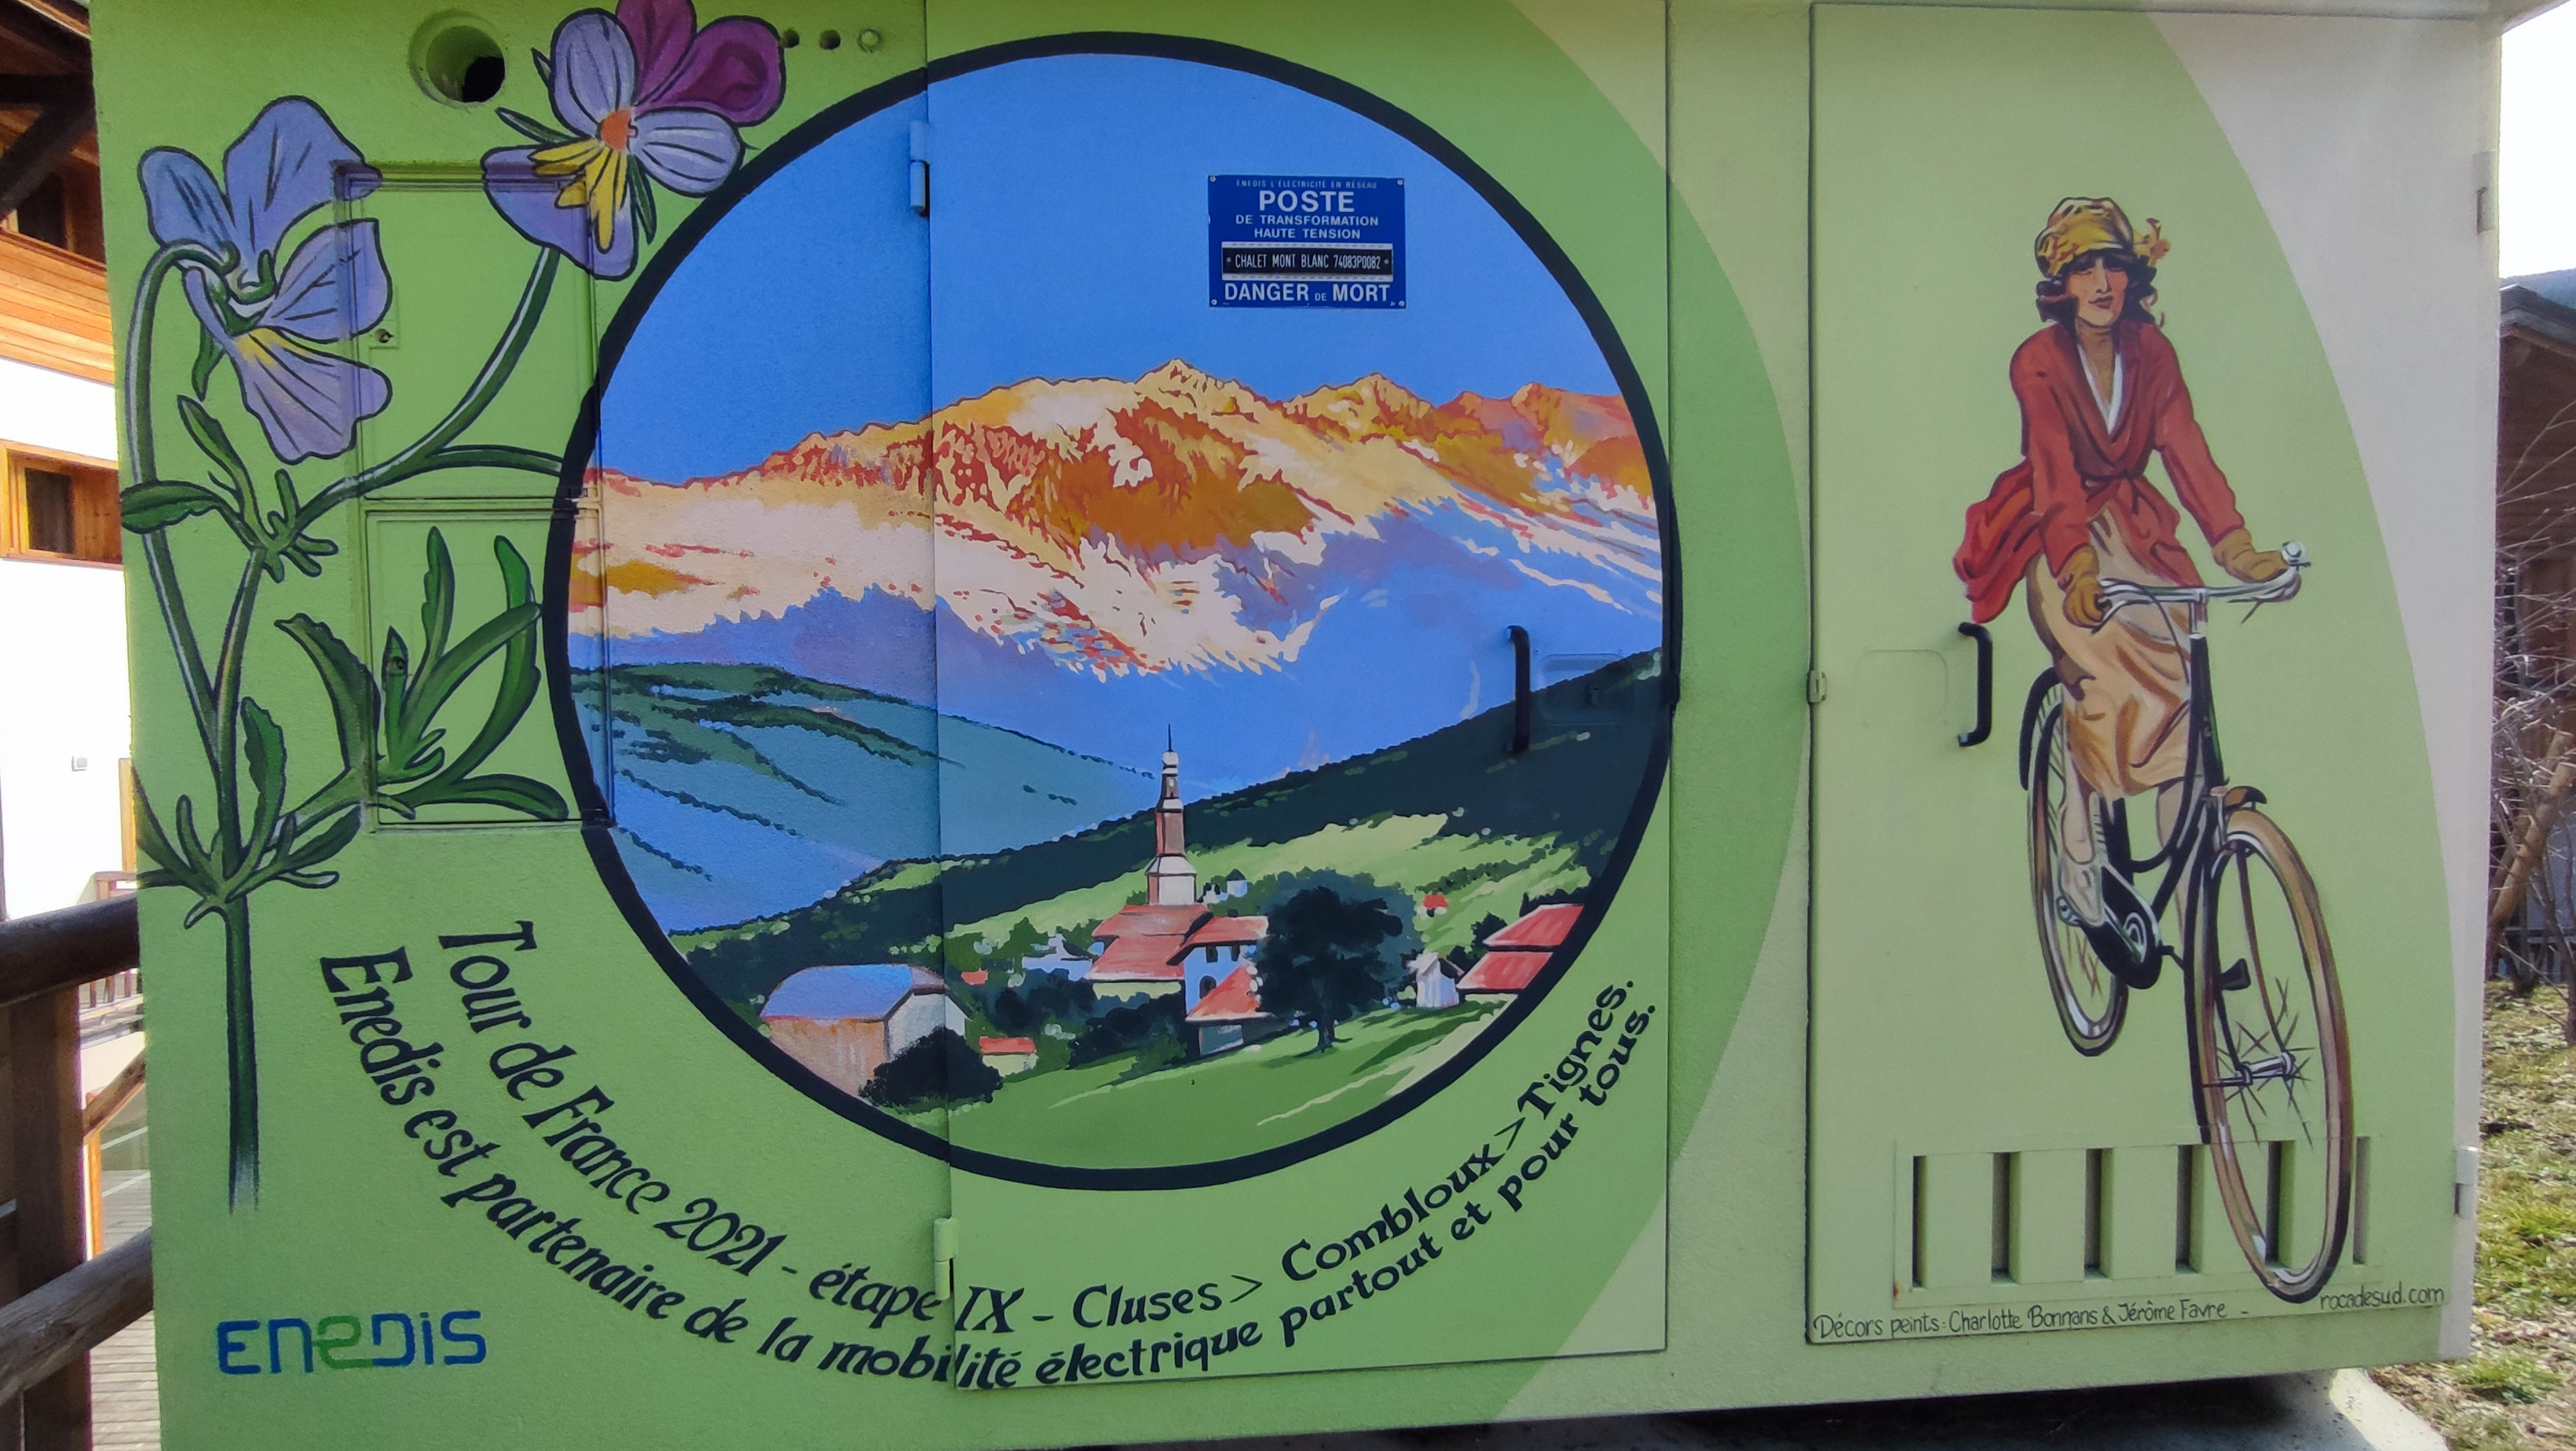 ENEDIS L'ÉLECTRICITÉ EN RÉSEAU
POSTE
DE TRANSFORMATION
HAUTE TENSION
CHALET MONT BLANC 74083P0082
DANGER DE MORT
Tour de France 2021 - étape IX - Cluses > Combloux > Tignes.
Enedis est partenaire de la mobilité électrique partout et pour tous.
ENEDIS
Décors peints : Charlotte Bonnans & Jérôme Favre - rocadesud.com